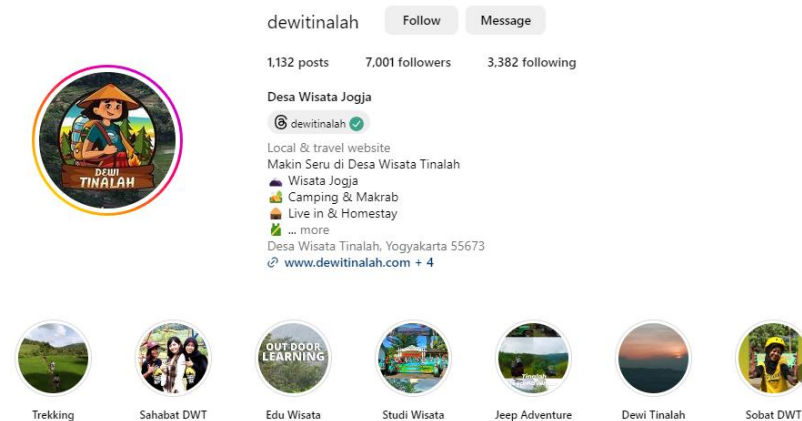 dewitinalah Follow Message
1,132 posts 7,001 followers 3,382 following
Desa Wisata Jogja
dewitinalah
Local & travel website
Makin Seru di Desa Wisata Tinalah
Wisata Jogja
Camping & Makrab
Live in & Homestay
... more
Desa Wisata Tinalah, Yogyakarta 55673
www.dewitinalah.com + 4
DEWI
TINALAH
OUT DOOR
LEARNING
Tinalah
Trekking Sahabat DWT Edu Wisata Studi Wisata Jeep Adventure Dewi Tinalah Sobat DWT